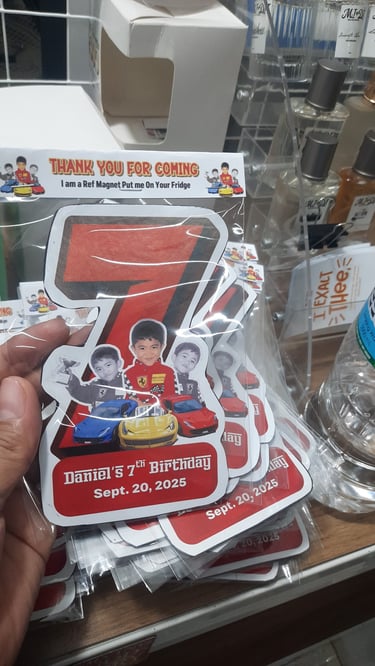 THANK YOU FOR COMING
I am a Ref Magnet Put me On Your Fridge
7
Daniel's 7th Birthday
Sept. 20, 2025
Sept. 20, 2025
I EXALT
THee